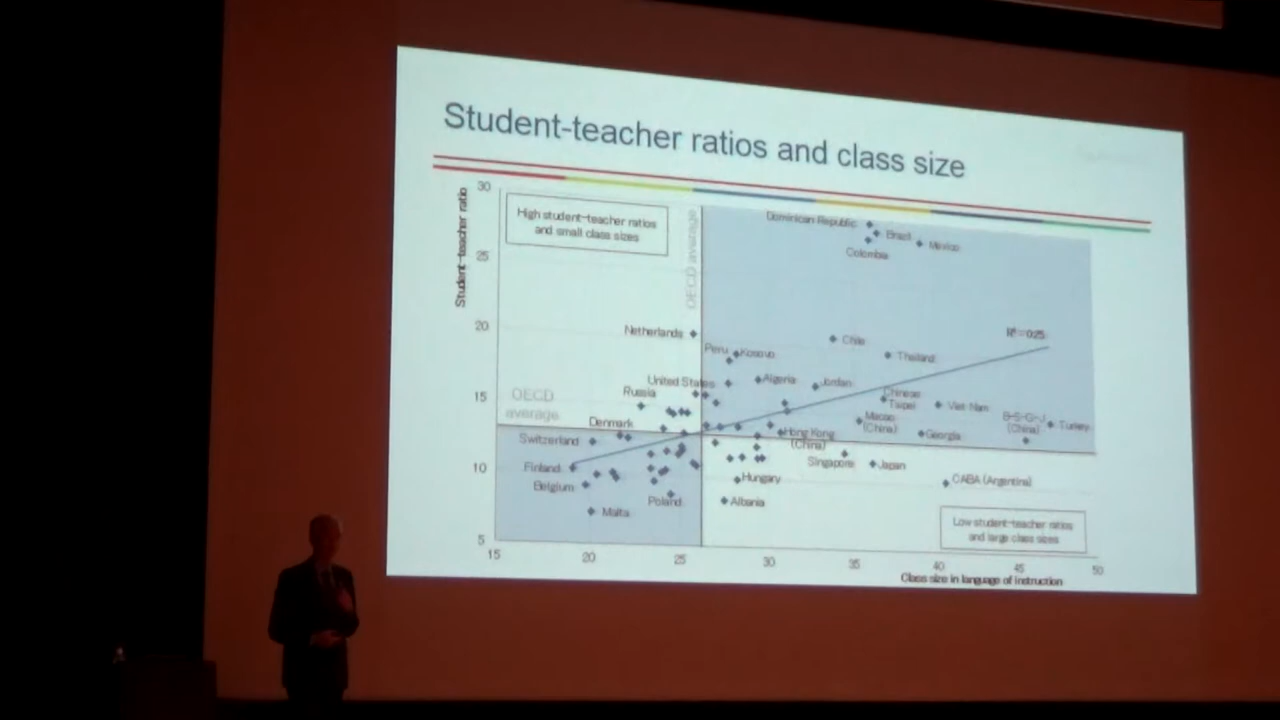 Student-teacher ratios and class size
Student-teacher ratio
30
25
20
15
10
5
High student-teacher ratios
and small class sizes
OECD average
Dominican Republic
Brazil
Mexico
Colombia
Netherlands
Chile
R² = 0.25
Peru
Kosovo
Thailand
United States
Algeria
Jordan
Russia
OECD
average
Chinese
Taipei
Viet Nam
Denmark
Macao
(China)
B-S-G-J
(China)
Turkey
Switzerland
Hong Kong
(China)
Georgia
Finland
Singapore
Japan
Belgium
Hungary
CABA (Argentina)
Poland
Albania
Malta
Low student-teacher ratios
and large class sizes
15
20
25
30
35
40
45
50
Class size in language of instruction